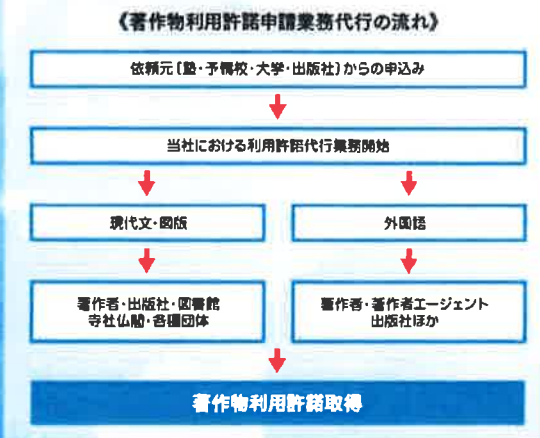 《著作物利用許諾申請業務代行の流れ》
依頼元〔塾・予備校・大学・出版社〕からの申込み
当社における利用許諾代行業務開始
現代文・図版
外国語
著作者・出版社・図書館
寺社仏閣・各種団体
著作者・著作者エージェント
出版社ほか
著作物利用許諾取得